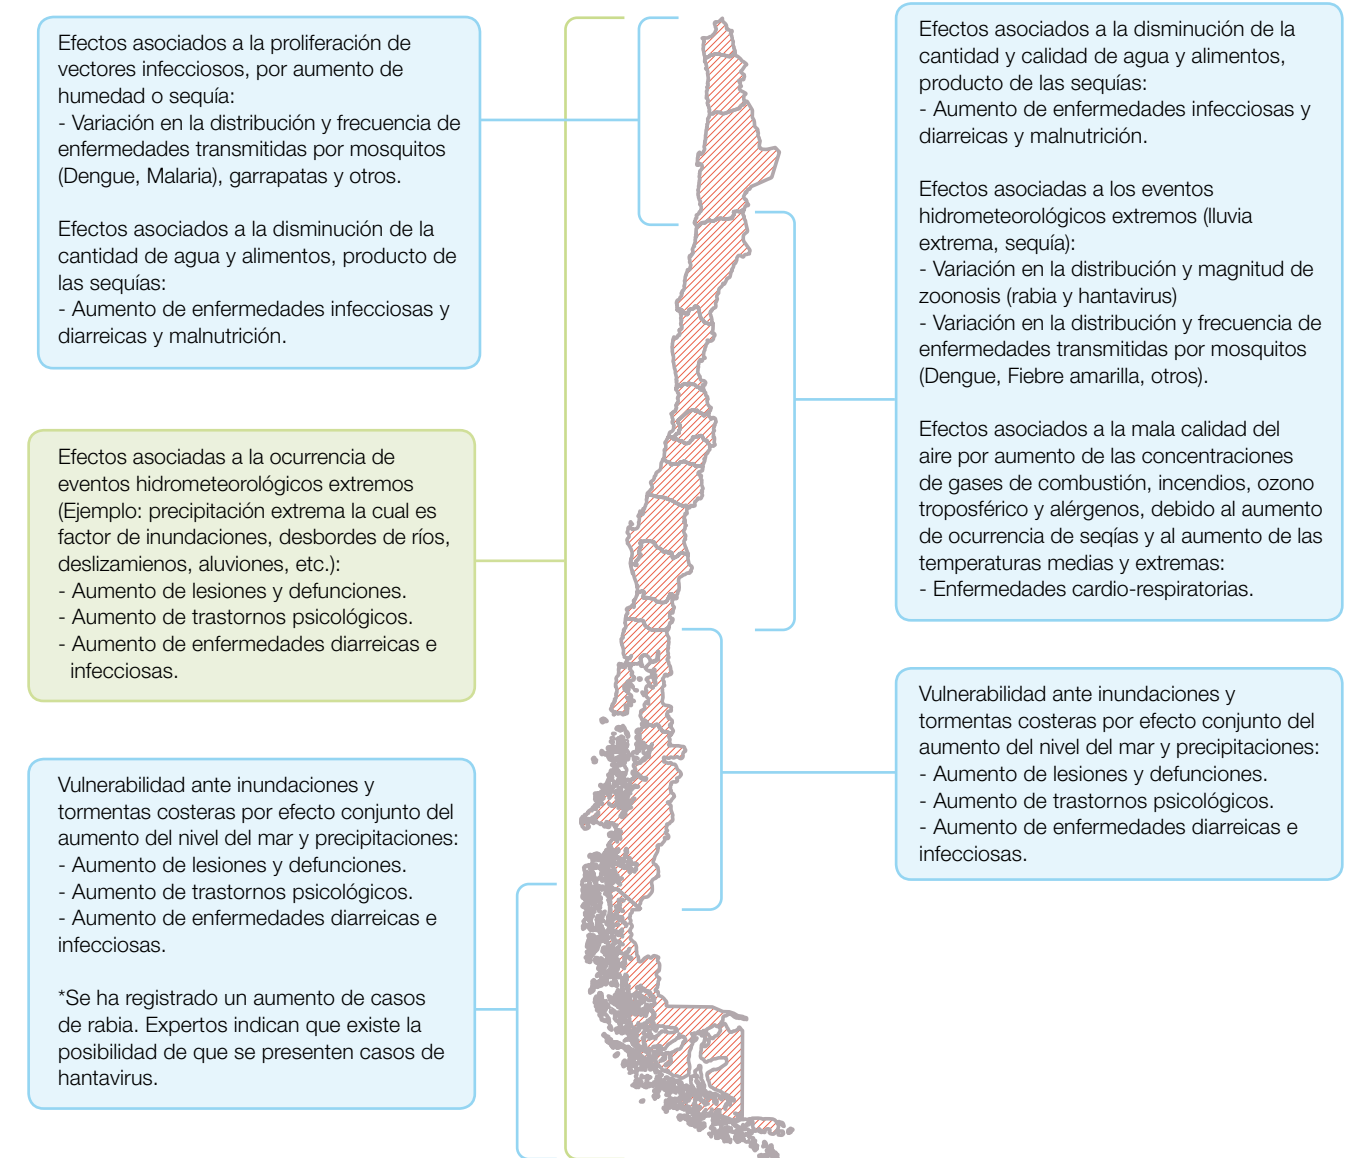 Efectos asociados a la proliferación de
vectores infecciosos, por aumento de
humedad o sequía:
- Variación en la distribución y frecuencia de
enfermedades transmitidas por mosquitos
(Dengue, Malaria), garrapatas y otros.
Efectos asociados a la disminución de la
cantidad de agua y alimentos, producto de
las sequías:
- Aumento de enfermedades infecciosas y
diarreicas y malnutrición.
Efectos asociadas a la ocurrencia de
eventos hidrometeorológicos extremos
(Ejemplo: precipitación extrema la cual es
factor de inundaciones, desbordes de ríos,
deslizamienos, aluviones, etc.):
- Aumento de lesiones y defunciones.
- Aumento de trastornos psicológicos.
- Aumento de enfermedades diarreicas e
infecciosas.
Vulnerabilidad ante inundaciones y
tormentas costeras por efecto conjunto del
aumento del nivel del mar y precipitaciones:
- Aumento de lesiones y defunciones.
- Aumento de trastornos psicológicos.
- Aumento de enfermedades diarreicas e
infecciosas.
*Se ha registrado un aumento de casos
de rabia. Expertos indican que existe la
posibilidad de que se presenten casos de
hantavirus.
Efectos asociados a la disminución de la
cantidad y calidad de agua y alimentos,
producto de las sequías:
- Aumento de enfermedades infecciosas y
diarreicas y malnutrición.
Efectos asociadas a los eventos
hidrometeorológicos extremos (lluvia
extrema, sequía):
- Variación en la distribución y magnitud de
zoonosis (rabia y hantavirus)
- Variación en la distribución y frecuencia de
enfermedades transmitidas por mosquitos
(Dengue, Fiebre amarilla, otros).
Efectos asociados a la mala calidad del
aire por aumento de las concentraciones
de gases de combustión, incendios, ozono
troposférico y alérgenos, debido al aumento
de ocurrencia de seqías y al aumento de las
temperaturas medias y extremas:
- Enfermedades cardio-respiratorias.
Vulnerabilidad ante inundaciones y
tormentas costeras por efecto conjunto del
aumento del nivel del mar y precipitaciones:
- Aumento de lesiones y defunciones.
- Aumento de trastornos psicológicos.
- Aumento de enfermedades diarreicas e
infecciosas.